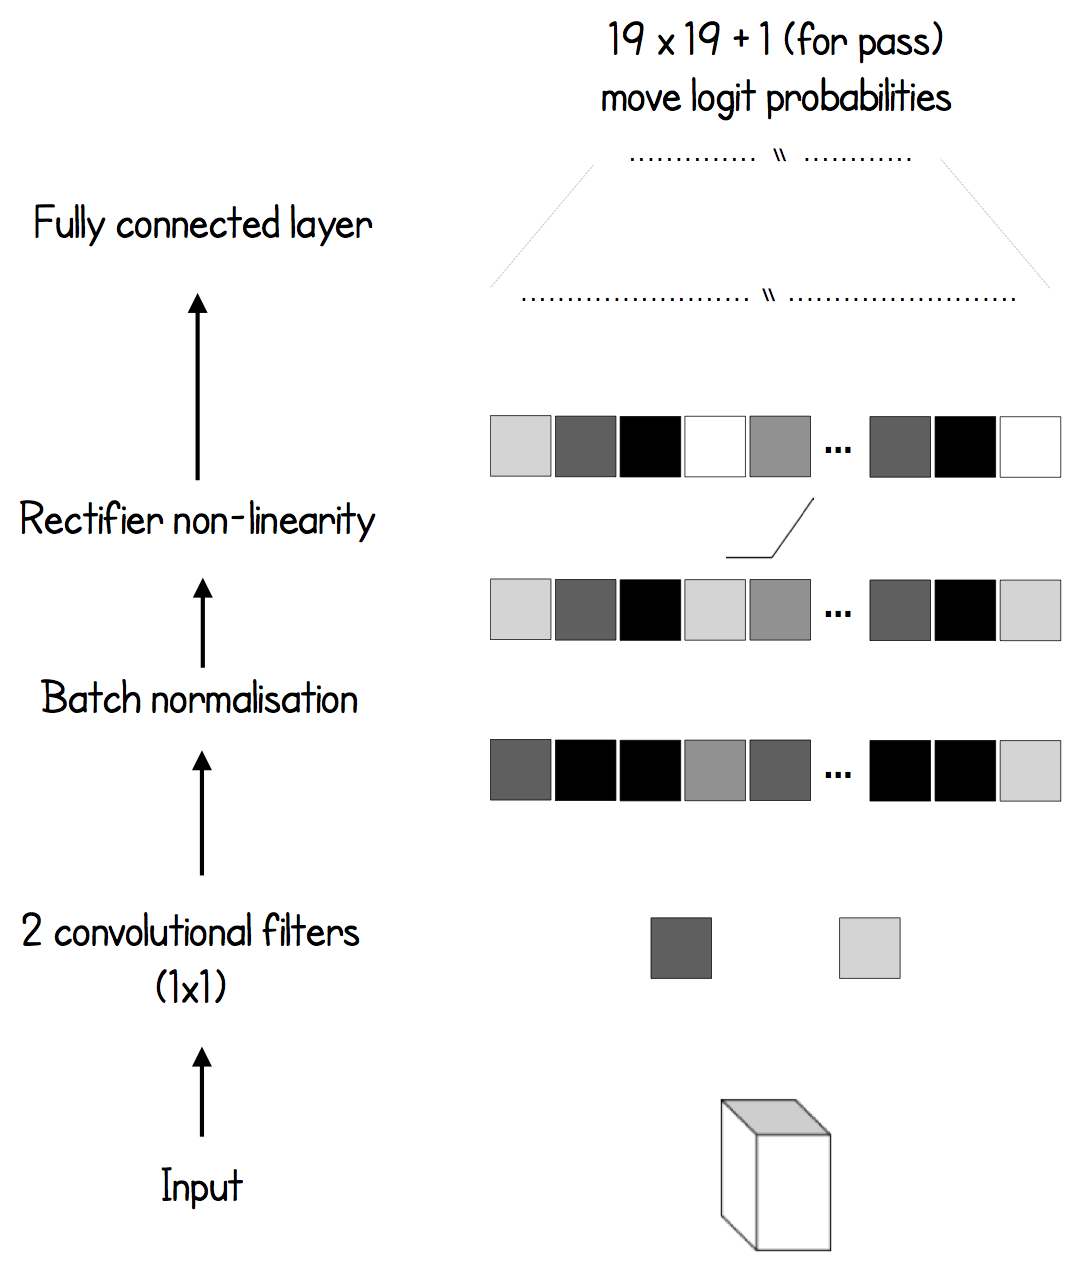 19 x 19 + 1 (for pass)
move logit probabilities
Fully connected layer
Rectifier non-linearity
Batch normalisation
2 convolutional filters
(1x1)
Input